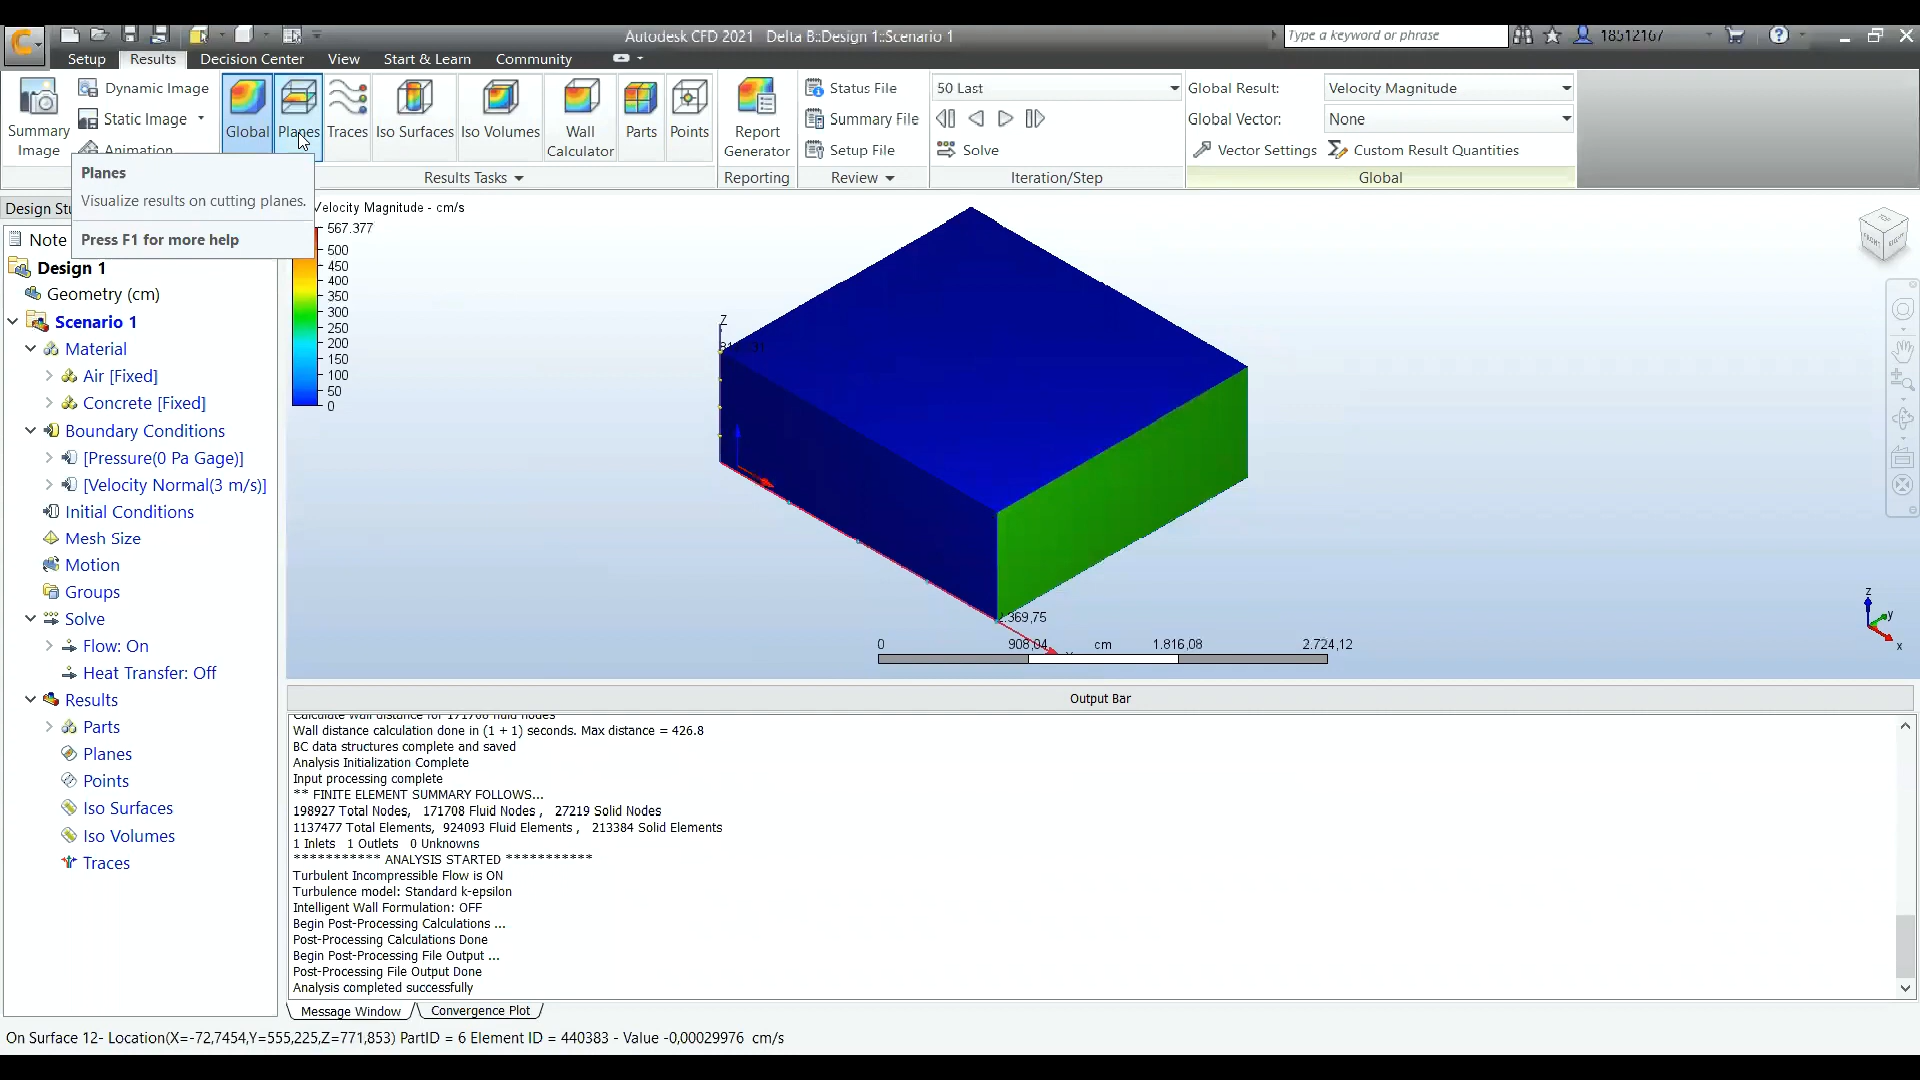 Autodesk CFD 2021 Delta B::Design 1::Scenario 1
Type a keyword or phrase
18512167
Setup Results Decision Center View Start & Learn Community
Summary Image
Dynamic Image
Static Image
Animation
Global Planes Traces Iso Surfaces Iso Volumes Wall Calculator Parts Points
Report Generator
Status File
Summary File
Setup File
50 Last
Solve
Global Result: Velocity Magnitude
Global Vector: None
Vector Settings Custom Result Quantities
Results Tasks Reporting Review Iteration/Step Global
Planes
Visualize results on cutting planes.
Press F1 for more help
Note
Design 1
Geometry (cm)
Scenario 1
Material
Air [Fixed]
Concrete [Fixed]
Boundary Conditions
[Pressure(0 Pa Gage)]
[Velocity Normal(3 m/s)]
Initial Conditions
Mesh Size
Motion
Groups
Solve
Flow: On
Heat Transfer: Off
Results
Parts
Planes
Points
Iso Surfaces
Iso Volumes
Traces
Velocity Magnitude - cm/s
567.377
500
450
400
350
300
250
200
150
100
50
0
Z
TOP
FRONT RIGHT
.369,75
0 908,04 cm 1.816,08 2.724,12
z
y
x
Output Bar
Calculate wall distance for 171708 fluid nodes
Wall distance calculation done in (1 + 1) seconds. Max distance = 426.8
BC data structures complete and saved
Analysis Initialization Complete
Input processing complete
** FINITE ELEMENT SUMMARY FOLLOWS...
198927 Total Nodes, 171708 Fluid Nodes , 27219 Solid Nodes
1137477 Total Elements, 924093 Fluid Elements , 213384 Solid Elements
1 Inlets 1 Outlets 0 Unknowns
*********** ANALYSIS STARTED ***********
Turbulent Incompressible Flow is ON
Turbulence model: Standard k-epsilon
Intelligent Wall Formulation: OFF
Begin Post-Processing Calculations ...
Post-Processing Calculations Done
Begin Post-Processing File Output ...
Post-Processing File Output Done
Analysis completed successfully
Message Window Convergence Plot
On Surface 12- Location(X=-72,7454,Y=555,225,Z=771,853) PartID = 6 Element ID = 440383 - Value -0,00029976 cm/s